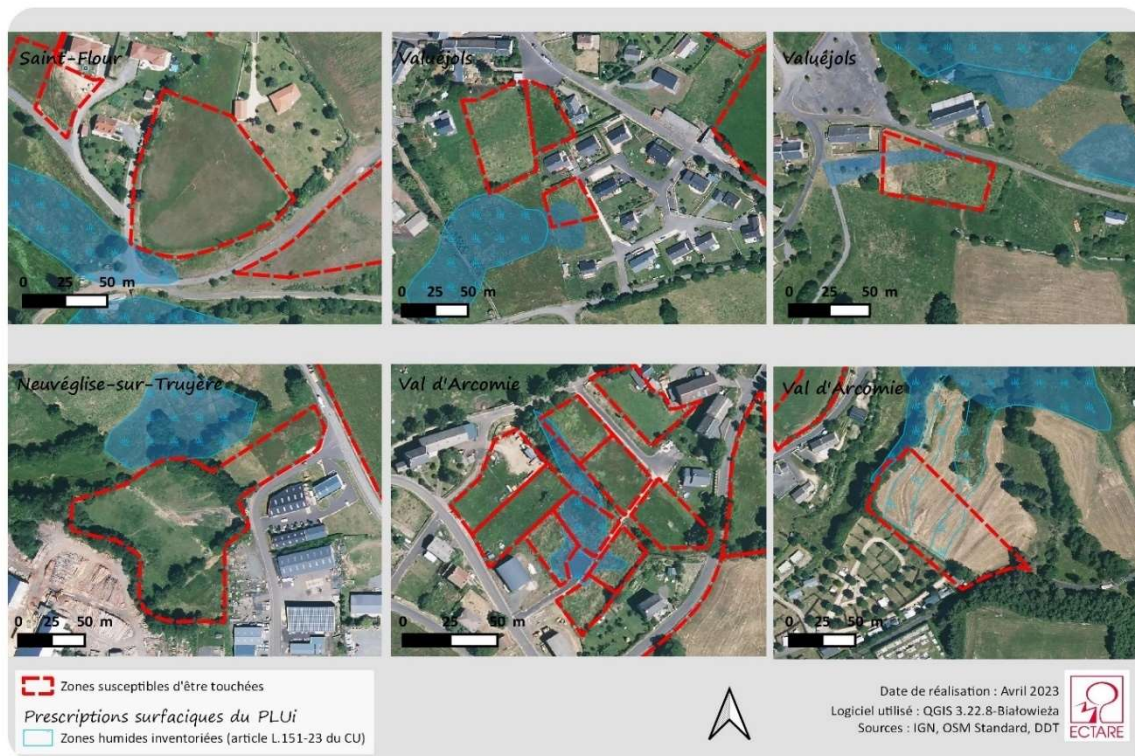 Saint-Flour
0 25 50 m
Valuéjols
0 25 50 m
Valuéjols
0 25 50 m
Neuvéglise-sur-Truyère
0 25 50 m
Val d'Arcomie
0 25 50 m
Val d'Arcomie
0 25 50 m
Zones susceptibles d'être touchées
Prescriptions surfaciques du PLUi
Zones humides inventoriées (article L.151-23 du CU)
Date de réalisation : Avril 2023
Logiciel utilisé : QGIS 3.22.8-Białowieża
Sources : IGN, OSM Standard, DDT
ECTARE